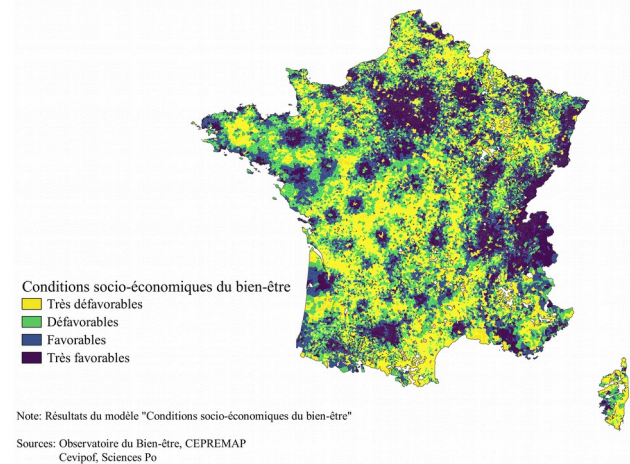 Conditions socio-économiques du bien-être
Très défavorables
Défavorables
Favorables
Très favorables
Note: Résultats du modèle "Conditions socio-économiques du bien-être"
Sources: Observatoire du Bien-être, CEPREMAP
Cevipof, Sciences Po